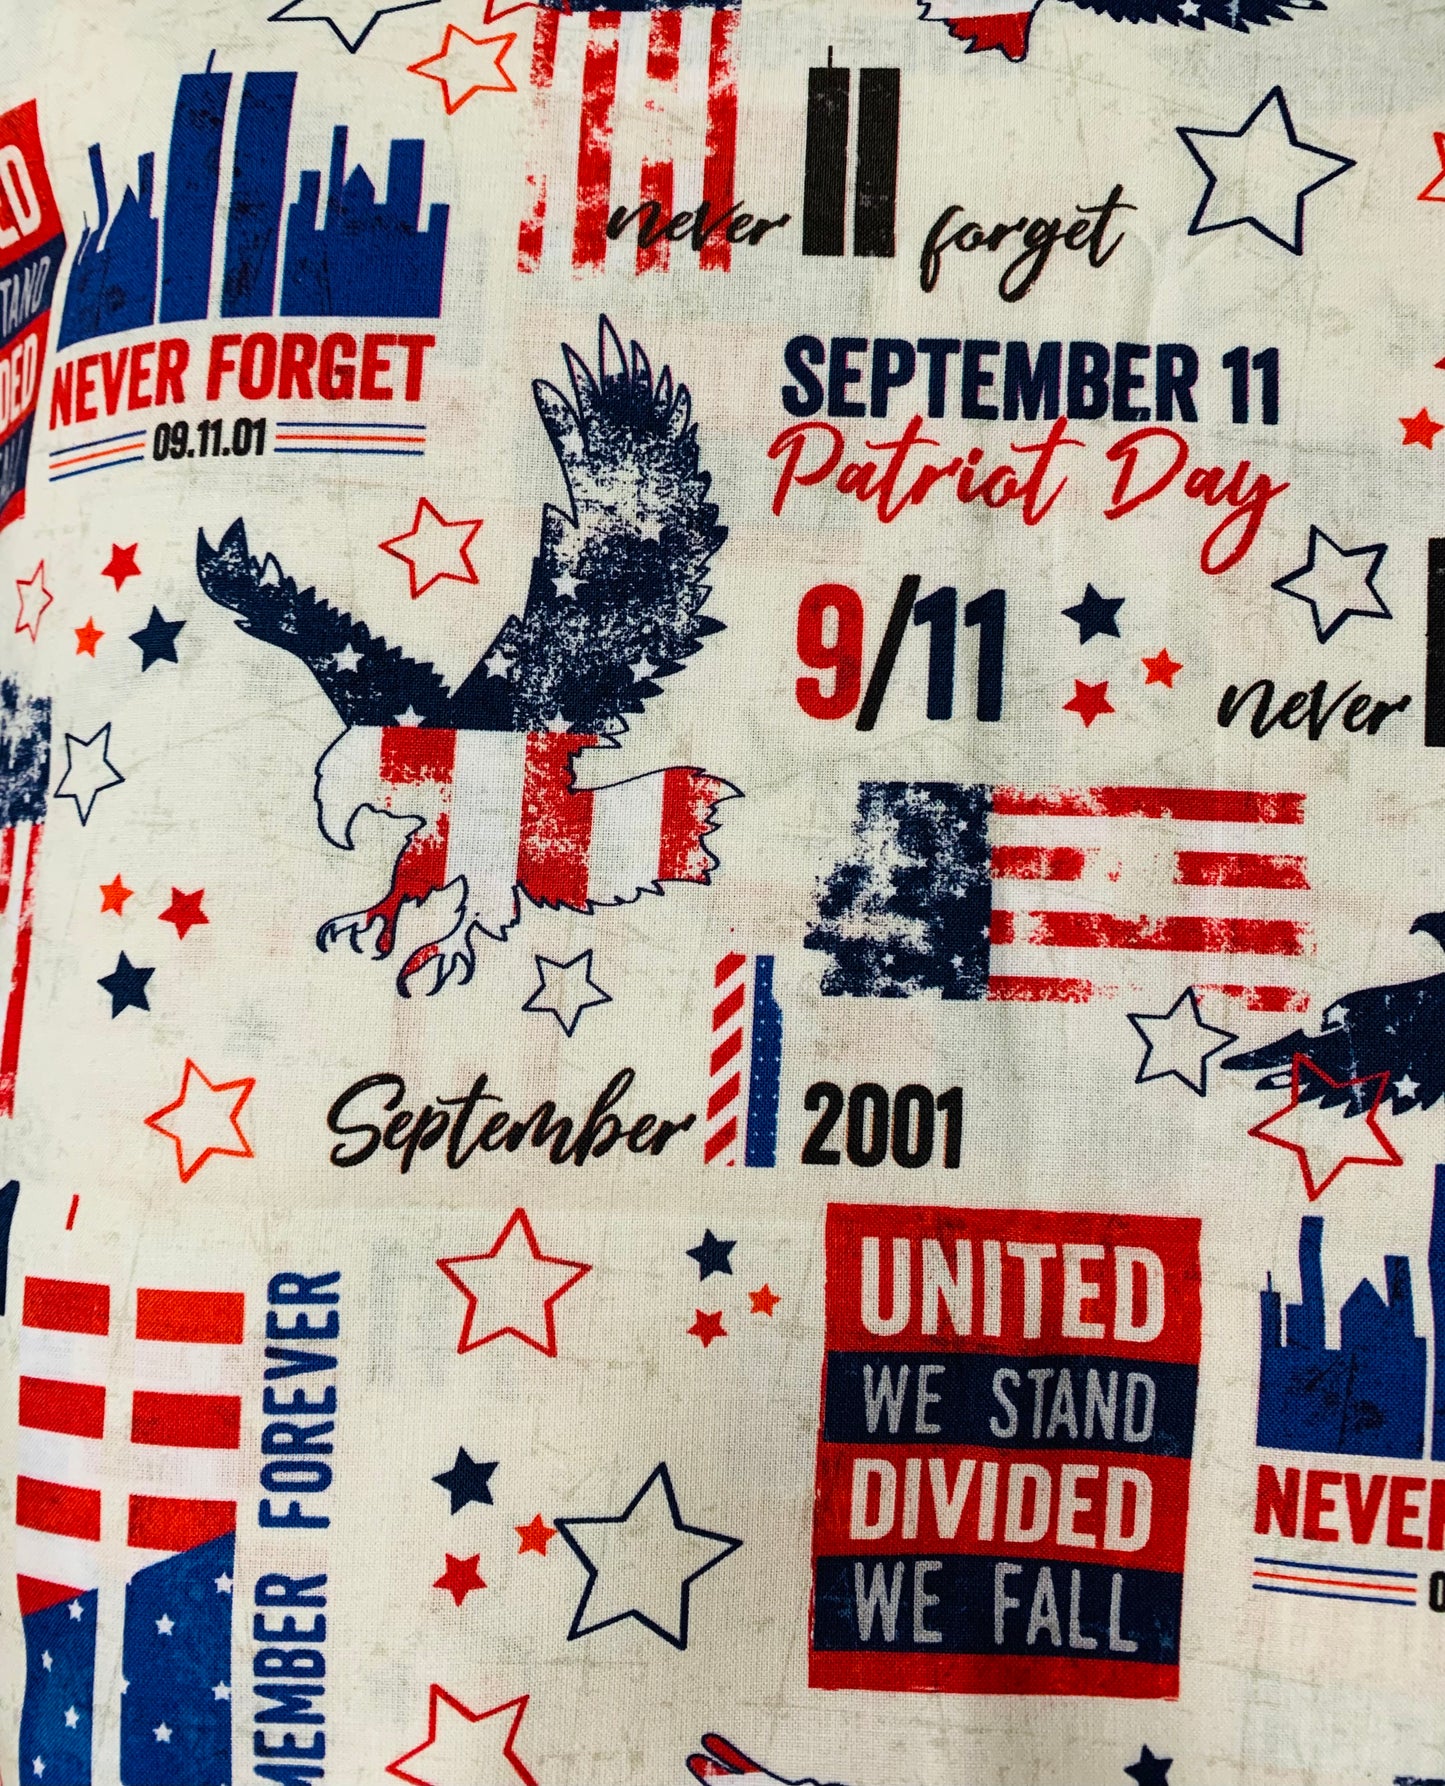 never forget
NEVER FORGET
09.11.01
SEPTEMBER 11
Patriot Day
9/11
never
September 2001
UNITED
WE STAND
DIVIDED
WE FALL
FOREVER
NEVER